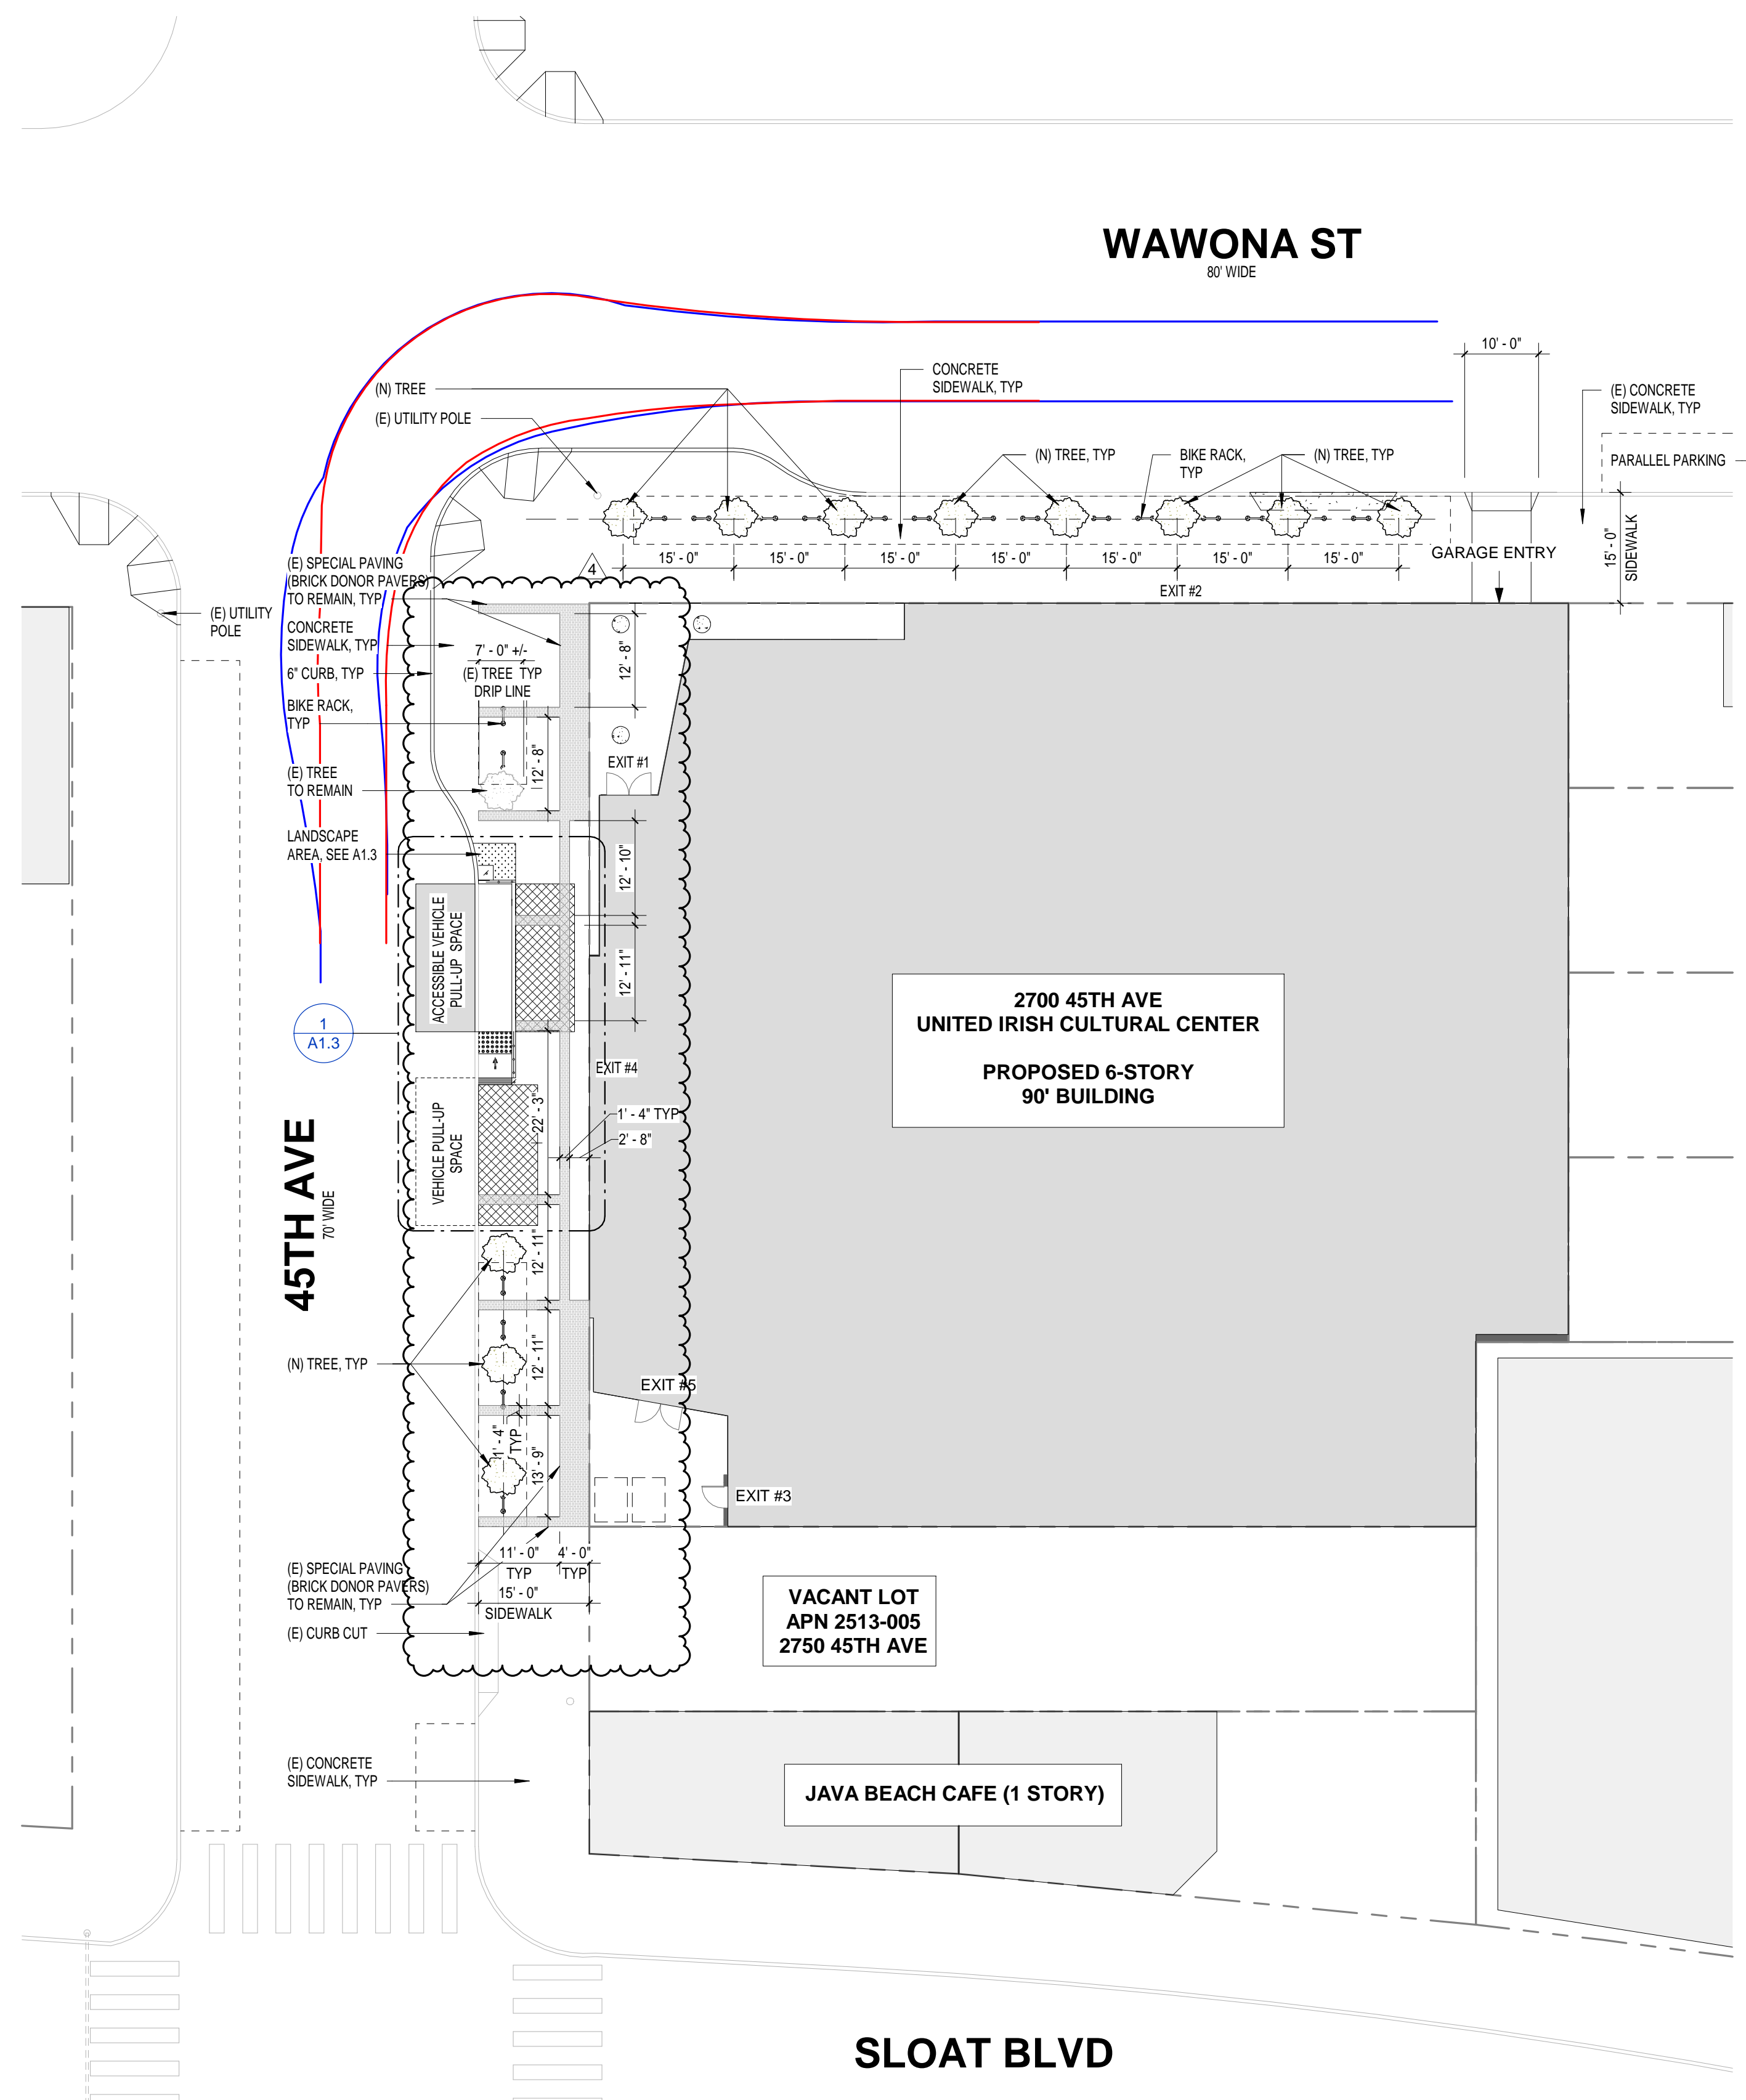 WAWONA ST
80' WIDE
10' - 0"
CONCRETE
SIDEWALK, TYP
(N) TREE
(E) UTILITY POLE
(E) CONCRETE
SIDEWALK, TYP
(N) TREE, TYP
BIKE RACK,
TYP
(N) TREE, TYP
PARALLEL PARKING
15' - 0"
SIDEWALK
GARAGE ENTRY
15' - 0"
15' - 0"
15' - 0"
15' - 0"
15' - 0"
15' - 0"
15' - 0"
EXIT #2
4
(E) SPECIAL PAVING
(BRICK DONOR PAVERS)
TO REMAIN, TYP
(E) UTILITY
POLE
CONCRETE
SIDEWALK, TYP
7' - 0" +/-
(E) TREE TYP
DRIP LINE
12' - 8"
6" CURB, TYP
BIKE RACK,
TYP
12' - 8"
EXIT #1
(E) TREE
TO REMAIN
LANDSCAPE
AREA, SEE A1.3
12' - 10"
ACCESSIBLE VEHICLE
PULL-UP SPACE
12' - 11"
1
A1.3
2700 45TH AVE
UNITED IRISH CULTURAL CENTER
PROPOSED 6-STORY
90' BUILDING
EXIT #4
22' - 3"
1' - 4" TYP
2' - 8"
VEHICLE PULL-UP
SPACE
45TH AVE
70' WIDE
12' - 11"
12' - 11"
(N) TREE, TYP
EXIT #5
1' - 4"
TYP
13' - 9"
EXIT #3
11' - 0"
TYP
4' - 0"
TYP
15' - 0"
SIDEWALK
(E) SPECIAL PAVING
(BRICK DONOR PAVERS)
TO REMAIN, TYP
(E) CURB CUT
VACANT LOT
APN 2513-005
2750 45TH AVE
(E) CONCRETE
SIDEWALK, TYP
JAVA BEACH CAFE (1 STORY)
SLOAT BLVD